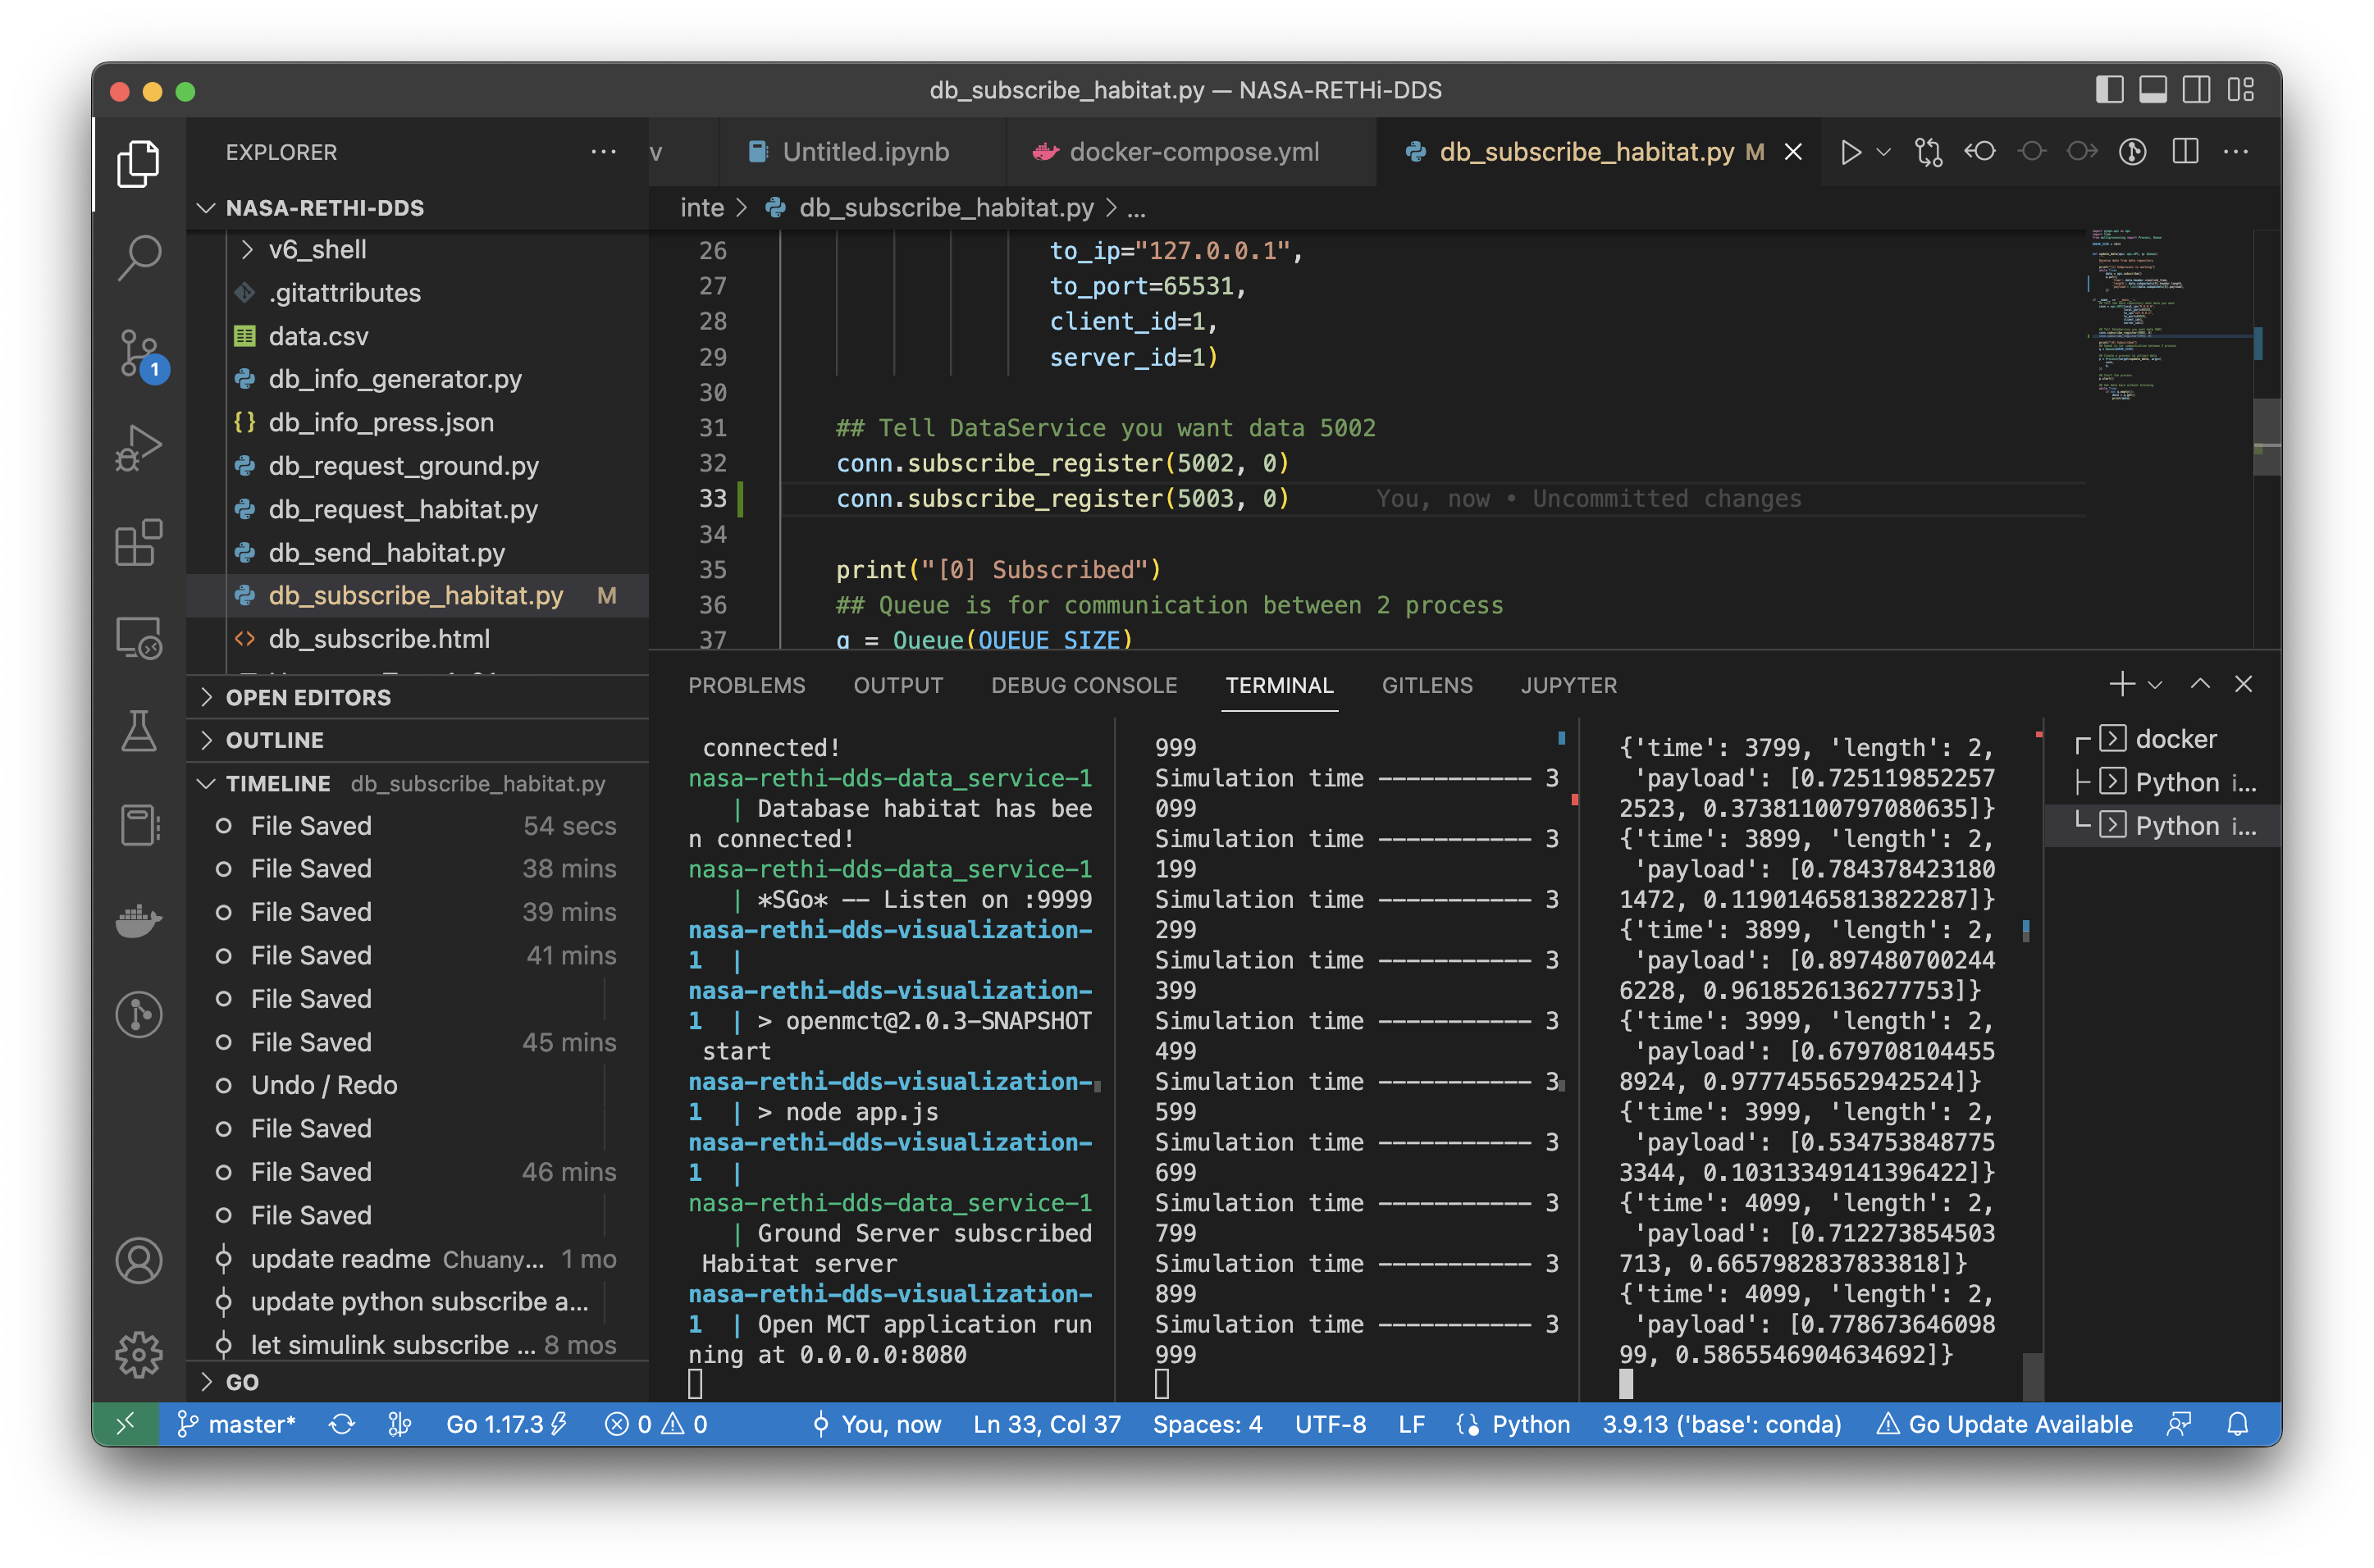 db_subscribe_habitat.py — NASA-RETHi-DDS
EXPLORER
NASA-RETHI-DDS
v6_shell
.gitattributes
data.csv
db_info_generator.py
db_info_press.json
db_request_ground.py
db_request_habitat.py
db_send_habitat.py
db_subscribe_habitat.py M
db_subscribe.html
OPEN EDITORS
OUTLINE
TIMELINE db_subscribe_habitat.py
File Saved 54 secs
File Saved 38 mins
File Saved 39 mins
File Saved 41 mins
File Saved
File Saved 45 mins
Undo / Redo
File Saved
File Saved 46 mins
File Saved
update readme Chuany... 1 mo
update python subscribe a...
let simulink subscribe ... 8 mos
GO
1
v
Untitled.ipynb
docker-compose.yml
db_subscribe_habitat.py M
inte > db_subscribe_habitat.py > ...
26 to_ip="127.0.0.1",
27 to_port=65531,
28 client_id=1,
29 server_id=1)
30
31 ## Tell DataService you want data 5002
32 conn.subscribe_register(5002, 0)
33 conn.subscribe_register(5003, 0) You, now • Uncommitted changes
34
35 print("[0] Subscribed")
36 ## Queue is for communication between 2 process
37 q = Queue(QUEUE_SIZE)
PROBLEMS OUTPUT DEBUG CONSOLE TERMINAL GITLENS JUPYTER
connected!
nasa-rethi-dds-data_service-1
| Database habitat has bee
n connected!
nasa-rethi-dds-data_service-1
| *SGo* -- Listen on :9999
nasa-rethi-dds-visualization-
1 |
nasa-rethi-dds-visualization-
1 | > openmct@2.0.3-SNAPSHOT
start
nasa-rethi-dds-visualization-
1 | > node app.js
nasa-rethi-dds-visualization-
1 |
nasa-rethi-dds-data_service-1
| Ground Server subscribed
Habitat server
nasa-rethi-dds-visualization-
1 | Open MCT application run
ning at 0.0.0.0:8080
999
Simulation time ----------- 3
099
Simulation time ----------- 3
199
Simulation time ----------- 3
299
Simulation time ----------- 3
399
Simulation time ----------- 3
499
Simulation time ----------- 3
599
Simulation time ----------- 3
699
Simulation time ----------- 3
799
Simulation time ----------- 3
899
Simulation time ----------- 3
999
{'time': 3799, 'length': 2,
'payload': [0.725119852257
2523, 0.37381100797080635]}
{'time': 3899, 'length': 2,
'payload': [0.784378423180
1472, 0.11901465813822287]}
{'time': 3899, 'length': 2,
'payload': [0.897480700244
6228, 0.9618526136277753]}
{'time': 3999, 'length': 2,
'payload': [0.679708104455
8924, 0.9777455652942524]}
{'time': 3999, 'length': 2,
'payload': [0.534753848775
3344, 0.10313349141396422]}
{'time': 4099, 'length': 2,
'payload': [0.712273854503
713, 0.6657982837833818]}
{'time': 4099, 'length': 2,
'payload': [0.778673646098
99, 0.5865546904634692]}
docker
Python i...
Python i...
master* Go 1.17.3 0 0 You, now Ln 33, Col 37 Spaces: 4 UTF-8 LF Python 3.9.13 ('base': conda) Go Update Available